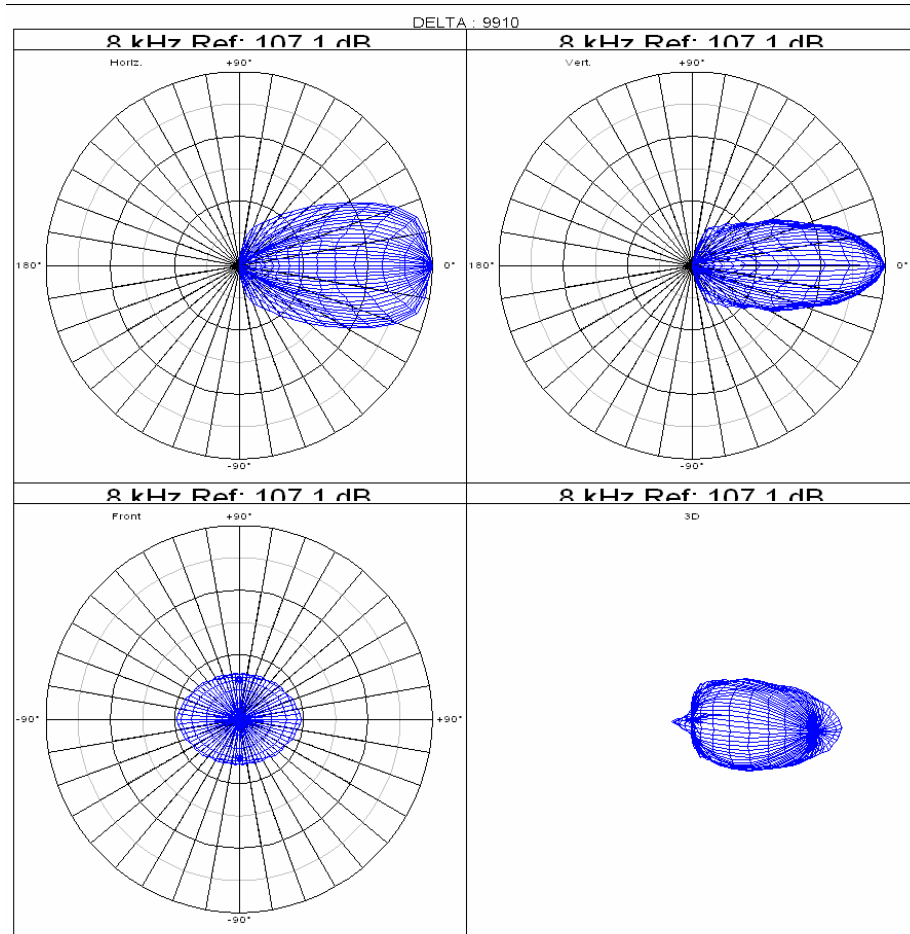 DELTA : 9910
8 kHz Ref: 107.1 dB
8 kHz Ref: 107.1 dB
Horiz.
+90°
Vert.
+90°
180°
0°
180°
0°
-90°
-90°
8 kHz Ref: 107.1 dB
8 kHz Ref: 107.1 dB
Front
+90°
3D
-90°
+90°
-90°